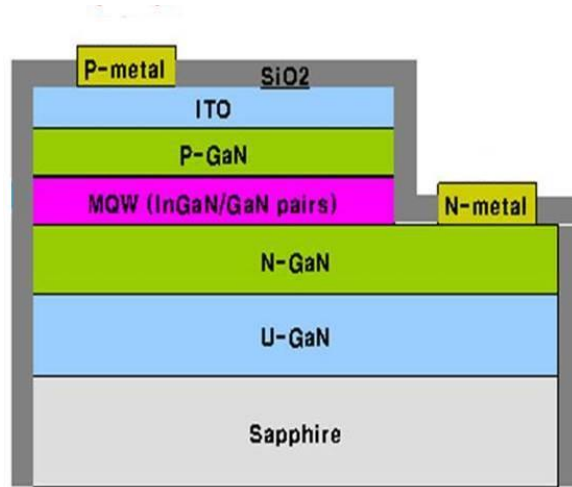 P-metal
SiO2
ITO
P-GaN
MQW (InGaN/GaN pairs)
N-metal
N-GaN
U-GaN
Sapphire